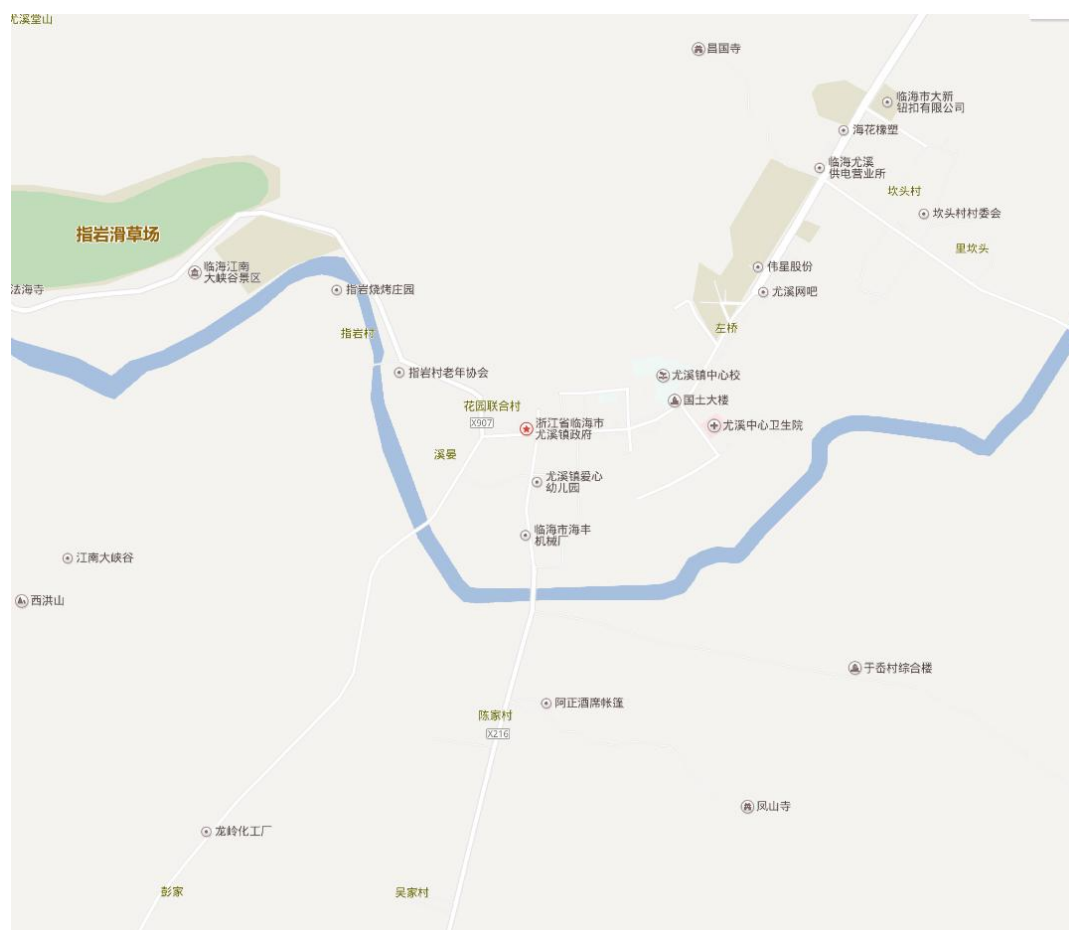 尤溪堂山
昌国寺
临海市大新
钮扣有限公司
海花橡塑
临海尤溪
供电营业所
坎头村
坎头村村委会
指岩滑草场
里坎头
临海江南
大峡谷景区
伟星股份
法海寺
指岩烧烤庄园
尤溪网吧
指岩村
左桥
指岩村老年协会
尤溪镇中心校
国土大楼
花园联合村
X907
浙江省临海市
尤溪镇政府
尤溪中心卫生院
溪晏
尤溪镇爱心
幼儿园
临海市海丰
机械厂
江南大峡谷
西洪山
于岙村综合楼
阿正酒席帐篷
陈家村
X216
凤山寺
龙岭化工厂
彭家
吴家村